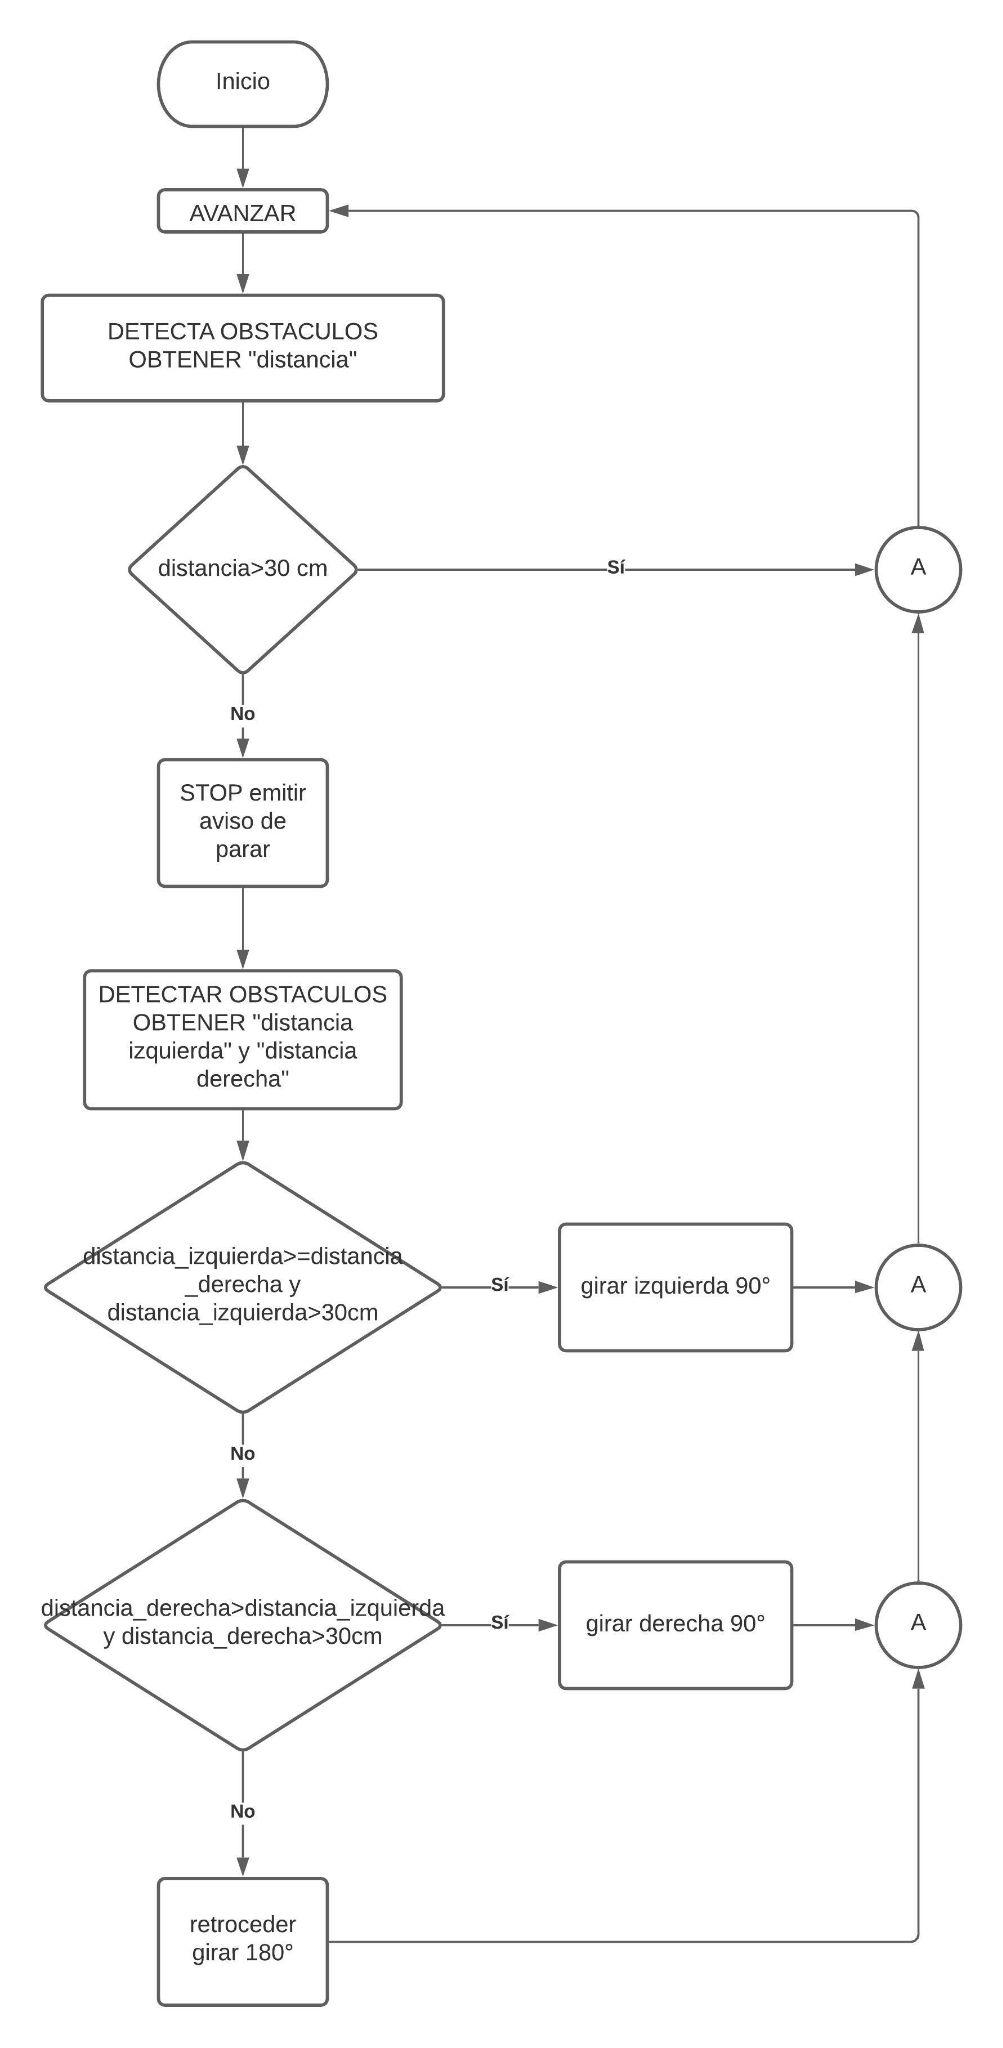 Inicio
AVANZAR
DETECTA OBSTACULOS
OBTENER "distancia"
distancia>30 cm
Sí
A
No
STOP emitir
aviso de
parar
DETECTAR OBSTACULOS
OBTENER "distancia
izquierda" y "distancia
derecha"
distancia_izquierda>=distancia
_derecha y
distancia_izquierda>30cm
Sí
girar izquierda 90°
A
No
distancia_derecha>distancia_izquierda
y distancia_derecha>30cm
Sí
girar derecha 90°
A
No
retroceder
girar 180°